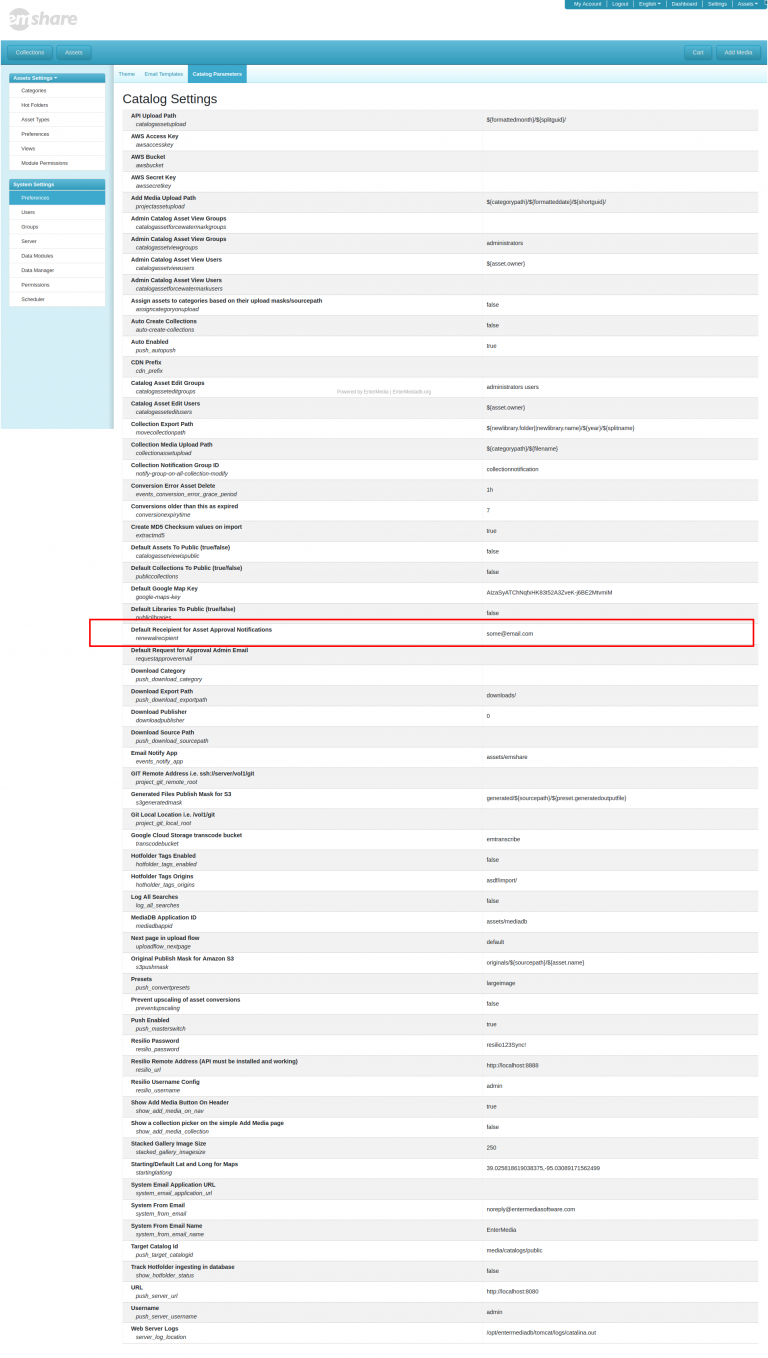 My Account | Logout | English | Dashboard | Settings | Assets
emshare
Collections Assets Cart Add Media
Assets Settings
Categories
Hot Folders
Asset Types
Preferences
Views
Module Permissions
System Settings
Preferences
Users
Groups
Server
Data Modules
Data Manager
Permissions
Scheduler
Theme Email Templates Catalog Parameters
Catalog Settings
API Upload Path
catalogassetupload
${formattedmonth}/${splitguid}/
AWS Access Key
awsaccesskey
AWS Bucket
awsbucket
AWS Secret Key
awssecretkey
Add Media Upload Path
projectassetupload
${categorypath}/${formatteddate}/${shortguid}/
Admin Catalog Asset View Groups
catalogassetforcewatermarkgroups
Admin Catalog Asset View Groups
catalogassetviewgroups
administrators
Admin Catalog Asset View Users
catalogassetviewusers
${asset.owner}
Admin Catalog Asset View Users
catalogassetforcewatermarkusers
Assign assets to categories based on their upload masks/sourcepath
assigncategoryonupload
false
Auto Create Collections
auto-create-collections
false
Auto Enabled
push_autopush
true
CDN Prefix
cdn_prefix
Catalog Asset Edit Groups
catalogasseteditgroups
administrators users
Powered by EnterMedia | EnterMediadb.org
Catalog Asset Edit Users
catalogasseteditusers
${asset.owner}
Collection Export Path
movecollectionpath
${newlibrary.folder|newlibrary.name}/${year}/${splitname}
Collection Media Upload Path
collectionassetupload
${categorypath}/${filename}
Collection Notification Group ID
notify-group-on-all-collection-modify
collectionnotification
Conversion Error Asset Delete
events_conversion_error_grace_period
1h
Conversions older than this as expired
conversionexpirytime
7
Create MD5 Checksum values on import
extractmd5
true
Default Assets To Public (true/false)
catalogassetviewispublic
false
Default Collections To Public (true/false)
publiccollections
false
Default Google Map Key
google-maps-key
Default Libraries To Public (true/false)
publiclibraries
false
Default Receipient for Asset Approval Notifications
renewalrecipient
some@email.com
Default Request for Approval Admin Email
requestapproveremail
Download Category
push_download_category
Download Export Path
push_download_exportpath
downloads/
Download Publisher
downloadpublisher
0
Download Source Path
push_download_sourcepath
Email Notify App
events_notify_app
assets/emshare
GIT Remote Address i.e. ssh://server/vol1/git
project_git_remote_root
Generated Files Publish Mask for S3
s3generatedmask
generated/${sourcepath}/${preset.generatedoutputfile}
Git Local Location i.e. /vol1/git
project_git_local_root
Google Cloud Storage transcode bucket
transcodebucket
emtranscribe
Hotfolder Tags Enabled
hotfolder_tags_enabled
false
Hotfolder Tags Origins
hotholder_tags_origins
asdf/import/
Log All Searches
log_all_searches
false
MediaDB Application ID
mediadbappid
assets/mediadb
Next page in upload flow
uploadflow_nextpage
default
Original Publish Mask for Amazon S3
s3pushmask
originals/${sourcepath}/${asset.name}
Presets
push_convertpresets
largeimage
Prevent upscaling of asset conversions
preventupscaling
false
Push Enabled
push_masterswitch
true
Resilio Password
resilio_password
resilio123Sync!
Resilio Remote Address (API must be installed and working)
resilio_url
http://localhost:8888
Resilio Username Config
resilio_username
admin
Show Add Media Button On Header
show_add_media_on_nav
true
Show a collection picker on the simple Add Media page
show_add_media_collection
false
Stacked Gallery Image Size
stacked_gallery_imagesize
250
Starting/Default Lat and Long for Maps
startinglatlong
39.025818619038375,-95.03089171562499
System Email Application URL
system_email_application_url
System From Email
system_from_email
noreply@entermediasoftware.com
System From Email Name
system_from_email_name
EnterMedia
Target Catalog Id
push_target_catalogid
media/catalogs/public
Track Hotfolder ingesting in database
show_hotfolder_status
false
URL
push_server_url
http://localhost:8080
Username
push_server_username
admin
Web Server Logs
server_log_location
/opt/entermediadb/tomcat/logs/catalina.out